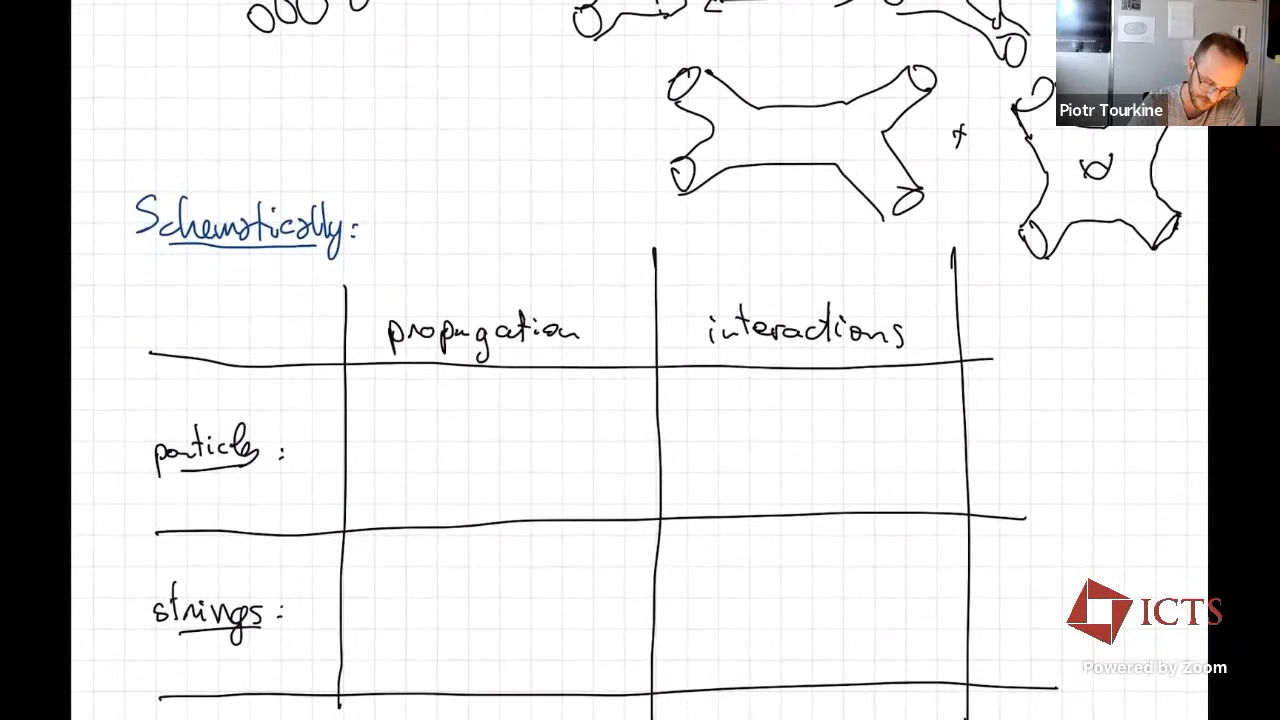 Piotr Tourkine
+
Schematically:
propagation interactions
particles:
strings:
ICTS
Powered by Zoom